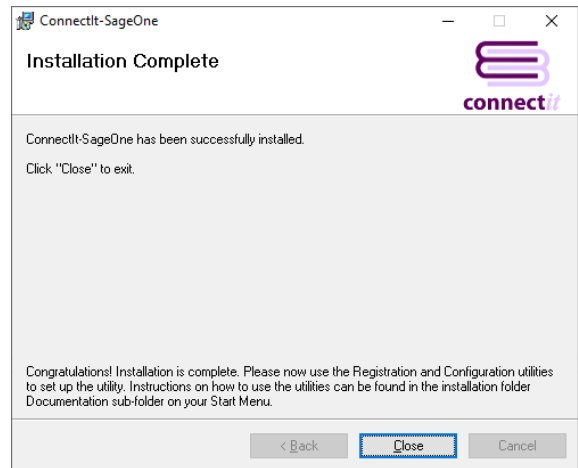 ConnectIt-SageOne
Installation Complete
connectit
ConnectIt-SageOne has been successfully installed.
Click "Close" to exit.
Congratulations! Installation is complete. Please now use the Registration and Configuration utilities
to set up the utility. Instructions on how to use the utilities can be found in the installation folder
Documentation sub-folder on your Start Menu.
< Back
Close
Cancel